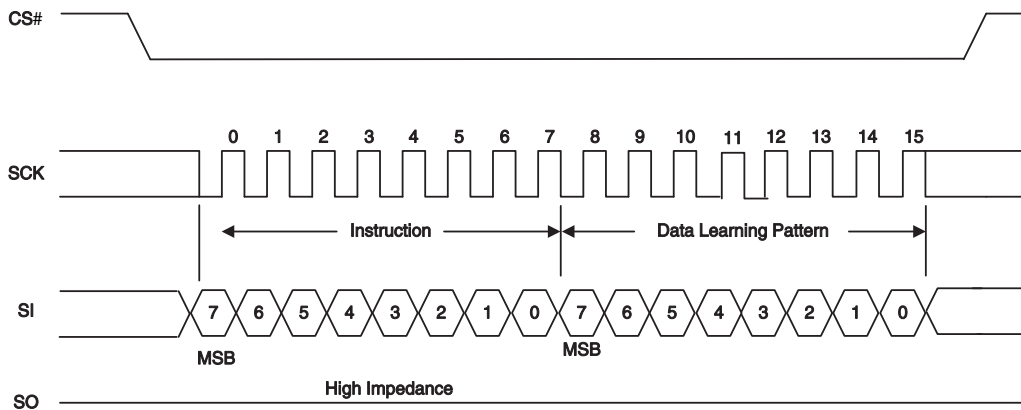 CS#
0 1 2 3 4 5 6 7 8 9 10 11 12 13 14 15
SCK
Instruction Data Learning Pattern
SI 7 6 5 4 3 2 1 0 7 6 5 4 3 2 1 0
MSB MSB
High Impedance
SO